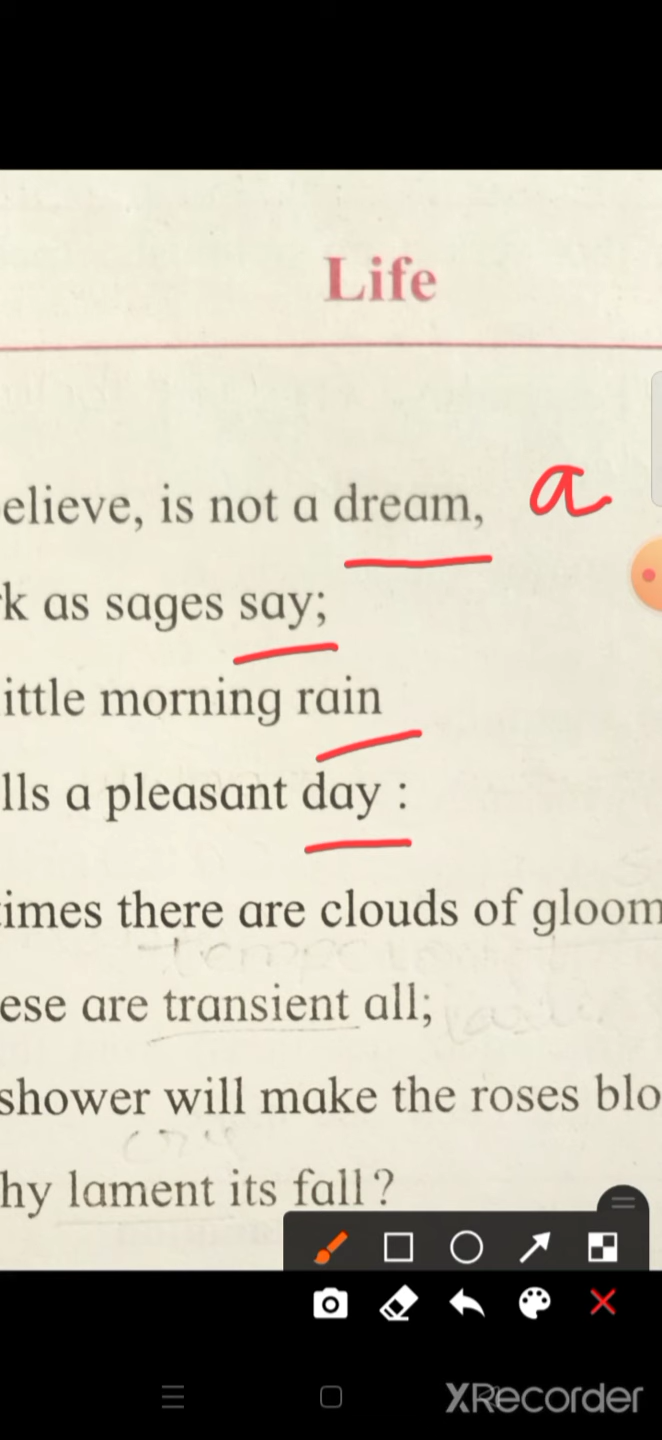 Life
elieve, is not a dream, a
k as sages say;
ittle morning rain
lls a pleasant day :
imes there are clouds of gloom
ese are transient all;
shower will make the roses blo
hy lament its fall?
XRecorder